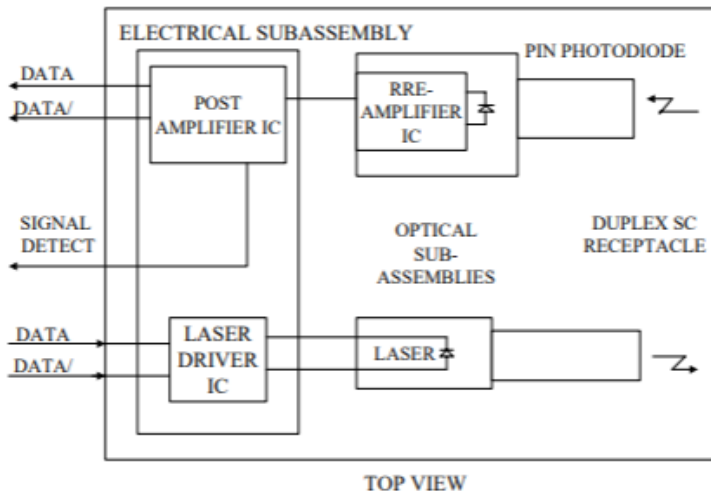 ELECTRICAL SUBASSEMBLY
DATA
DATA/
POST
AMPLIFIER IC
RRE-
AMPLIFIER
IC
PIN PHOTODIODE
SIGNAL
DETECT
OPTICAL
SUB-
ASSEMBLIES
DUPLEX SC
RECEPTACLE
DATA
DATA/
LASER
DRIVER
IC
LASER
TOP VIEW